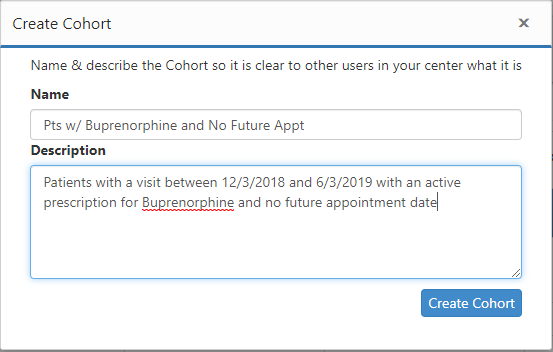 Create Cohort ×
Name & describe the Cohort so it is clear to other users in your center what it is
Name
Pts w/ Buprenorphine and No Future Appt
Description
Patients with a visit between 12/3/2018 and 6/3/2019 with an active
prescription for Buprenorphine and no future appointment date
Create Cohort